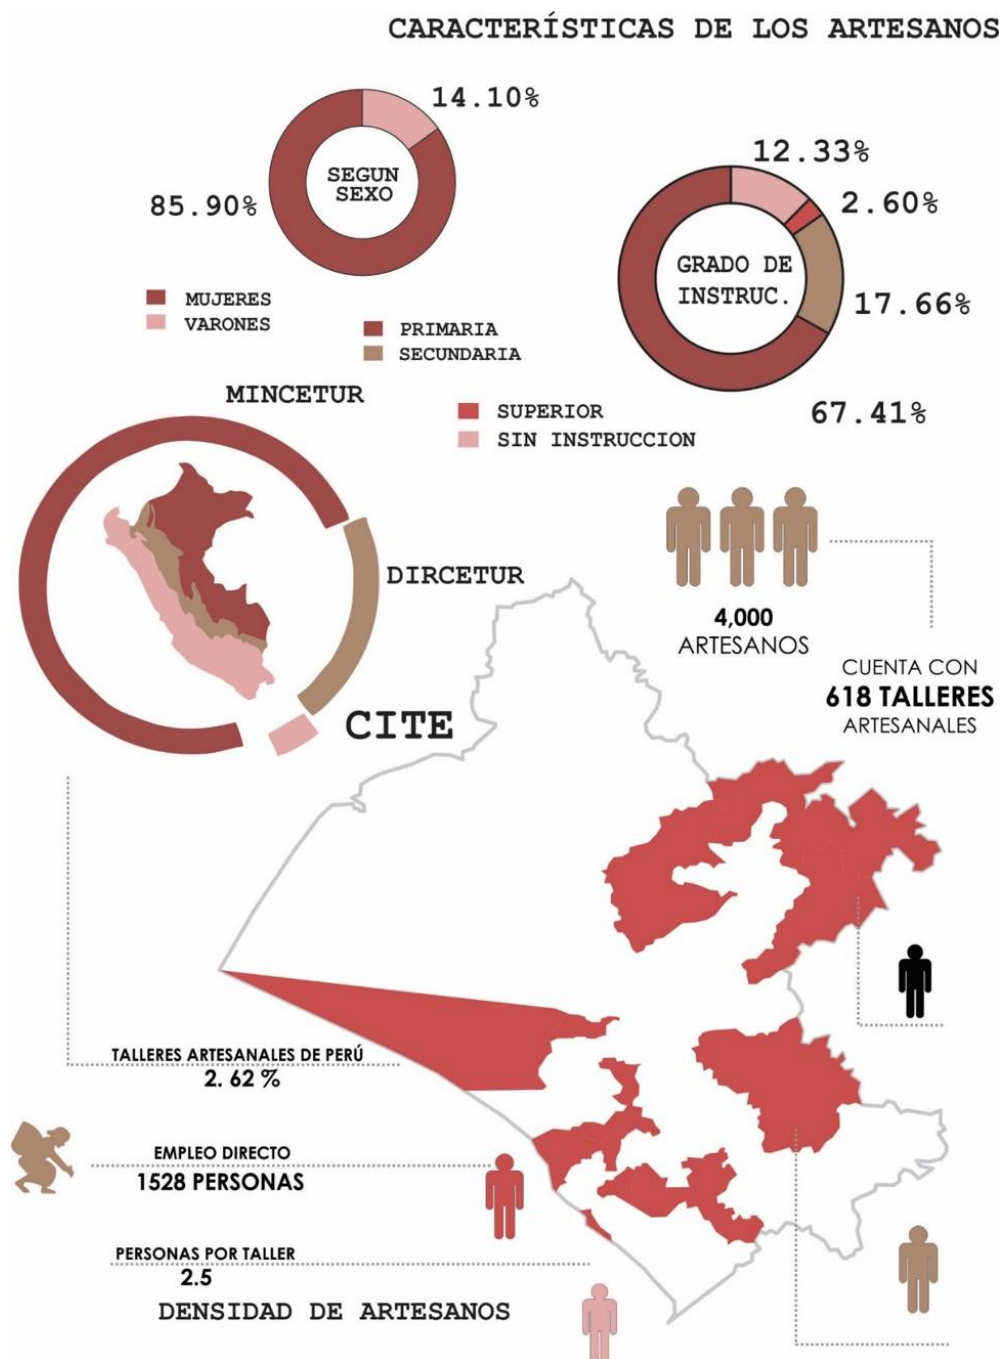 CARACTERÍSTICAS DE LOS ARTESANOS
14.10%
SEGUN
SEXO
85.90%
MUJERES
VARONES
12.33%
2.60%
GRADO DE
INSTRUC.
17.66%
67.41%
PRIMARIA
SECUNDARIA
SUPERIOR
SIN INSTRUCCION
MINCETUR
DIRCETUR
CITE
4,000
ARTESANOS
CUENTA CON
618 TALLERES
ARTESANALES
TALLERES ARTESANALES DE PERÚ
2. 62 %
EMPLEO DIRECTO
1528 PERSONAS
PERSONAS POR TALLER
2.5
DENSIDAD DE ARTESANOS